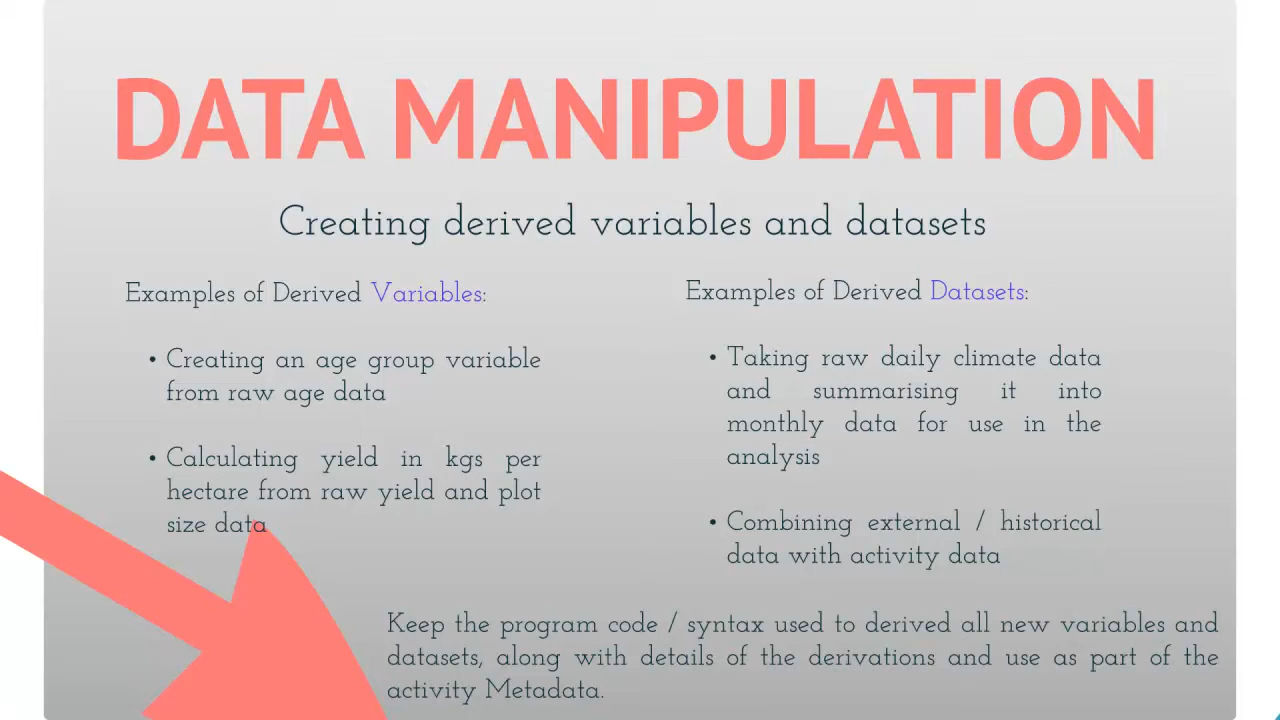 DATA MANIPULATION
Creating derived variables and datasets
Examples of Derived Variables:
• Creating an age group variable
from raw age data
• Calculating yield in kgs per
hectare from raw yield and plot
size data
Examples of Derived Datasets:
• Taking raw daily climate data
and summarising it into
monthly data for use in the
analysis
• Combining external / historical
data with activity data
Keep the program code / syntax used to derived all new variables and
datasets, along with details of the derivations and use as part of the
activity Metadata.